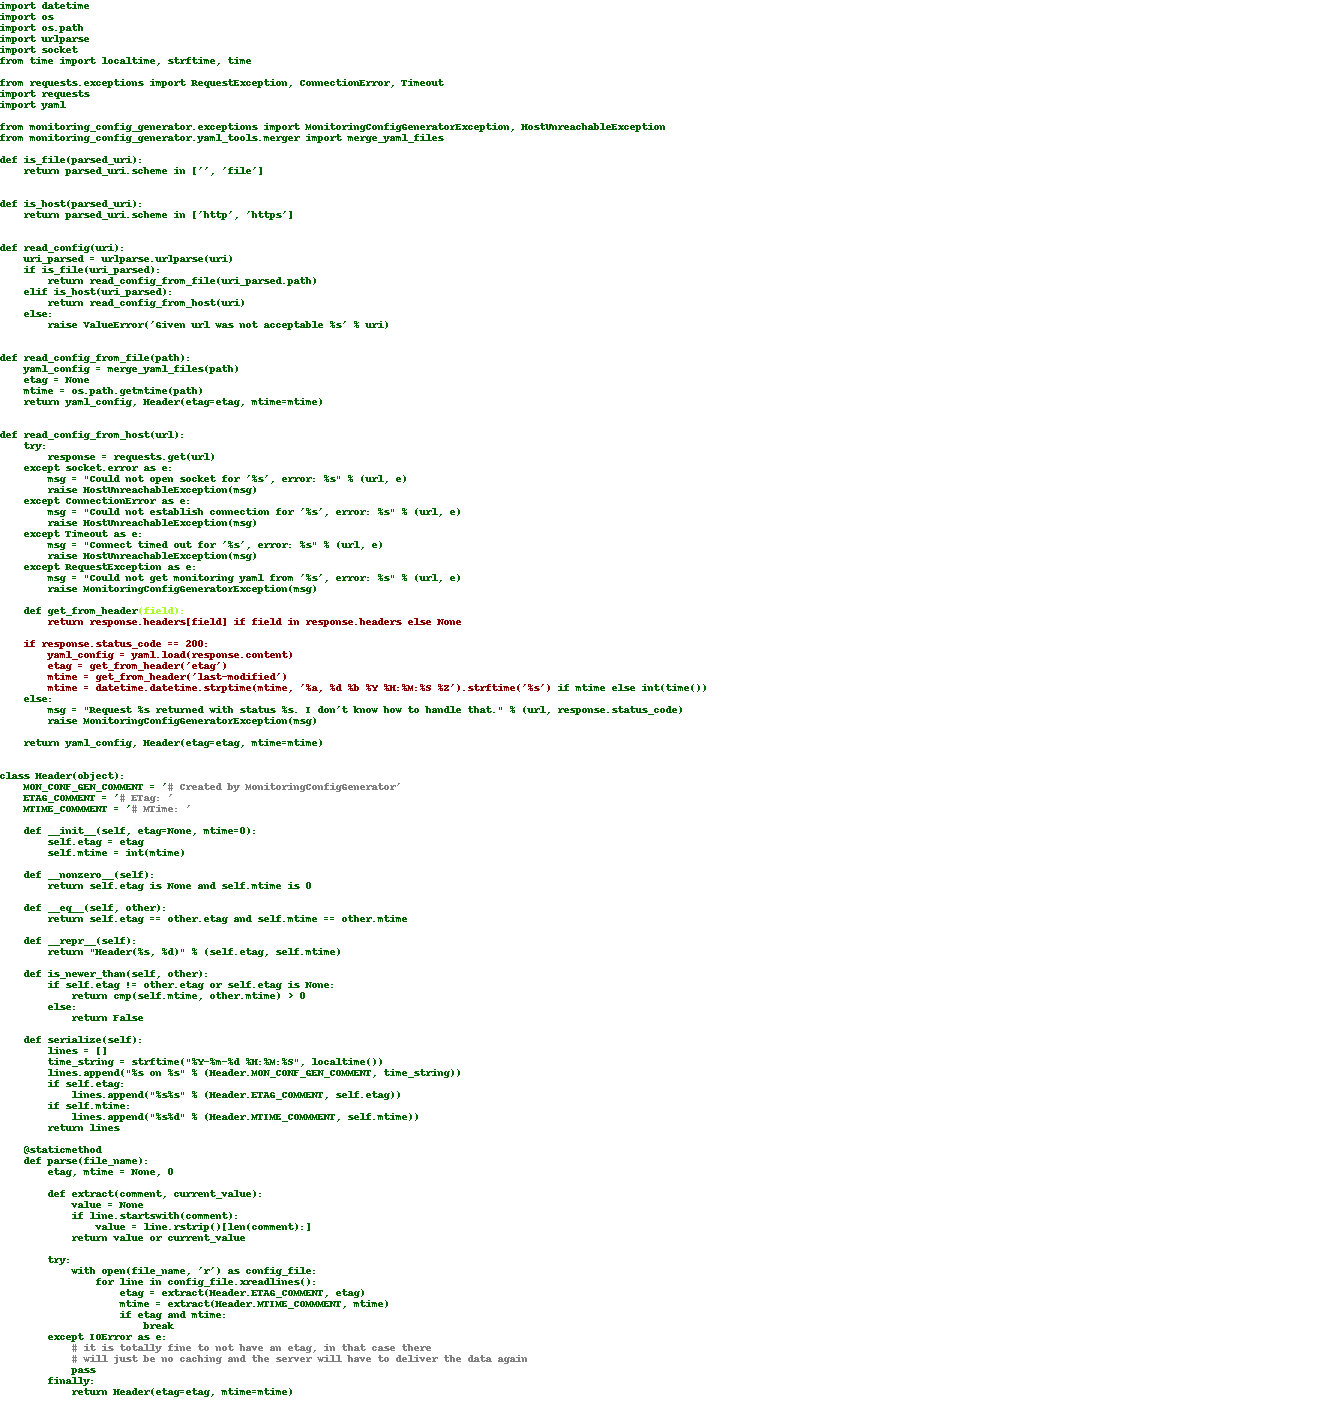 import datetime
import os
import os.path
import urlparse
import socket
from time import localtime, strftime, time

from requests.exceptions import RequestException, ConnectionError, Timeout
import requests
import yaml

from monitoring_config_generator.exceptions import MonitoringConfigGeneratorException, HostUnreachableException
from monitoring_config_generator.yaml_tools.merger import merge_yaml_files

def is_file(parsed_uri):
    return parsed_uri.scheme in ['', 'file']


def is_host(parsed_uri):
    return parsed_uri.scheme in ['http', 'https']


def read_config(uri):
    uri_parsed = urlparse.urlparse(uri)
    if is_file(uri_parsed):
        return read_config_from_file(uri_parsed.path)
    elif is_host(uri_parsed):
        return read_config_from_host(uri)
    else:
        raise ValueError('Given url was not acceptable %s' % uri)


def read_config_from_file(path):
    yaml_config = merge_yaml_files(path)
    etag = None
    mtime = os.path.getmtime(path)
    return yaml_config, Header(etag=etag, mtime=mtime)


def read_config_from_host(url):
    try:
        response = requests.get(url)
    except socket.error as e:
        msg = "Could not open socket for '%s', error: %s" % (url, e)
        raise HostUnreachableException(msg)
    except ConnectionError as e:
        msg = "Could not establish connection for '%s', error: %s" % (url, e)
        raise HostUnreachableException(msg)
    except Timeout as e:
        msg = "Connect timed out for '%s', error: %s" % (url, e)
        raise HostUnreachableException(msg)
    except RequestException as e:
        msg = "Could not get monitoring yaml from '%s', error: %s" % (url, e)
        raise MonitoringConfigGeneratorException(msg)

    def get_from_header(field):
        return response.headers[field] if field in response.headers else None

    if response.status_code == 200:
        yaml_config = yaml.load(response.content)
        etag = get_from_header('etag')
        mtime = get_from_header('last-modified')
        mtime = datetime.datetime.strptime(mtime, '%a, %d %b %Y %H:%M:%S %Z').strftime('%s') if mtime else int(time())
    else:
        msg = "Request %s returned with status %s. I don't know how to handle that." % (url, response.status_code)
        raise MonitoringConfigGeneratorException(msg)

    return yaml_config, Header(etag=etag, mtime=mtime)


class Header(object):
    MON_CONF_GEN_COMMENT = '# Created by MonitoringConfigGenerator'
    ETAG_COMMENT = '# ETag: '
    MTIME_COMMMENT = '# MTime: '

    def __init__(self, etag=None, mtime=0):
        self.etag = etag
        self.mtime = int(mtime)

    def __nonzero__(self):
        return self.etag is None and self.mtime is 0

    def __eq__(self, other):
        return self.etag == other.etag and self.mtime == other.mtime

    def __repr__(self):
        return "Header(%s, %d)" % (self.etag, self.mtime)

    def is_newer_than(self, other):
        if self.etag != other.etag or self.etag is None:
            return cmp(self.mtime, other.mtime) > 0
        else:
            return False

    def serialize(self):
        lines = []
        time_string = strftime("%Y-%m-%d %H:%M:%S", localtime())
        lines.append("%s on %s" % (Header.MON_CONF_GEN_COMMENT, time_string))
        if self.etag:
            lines.append("%s%s" % (Header.ETAG_COMMENT, self.etag))
        if self.mtime:
            lines.append("%s%d" % (Header.MTIME_COMMMENT, self.mtime))
        return lines

    @staticmethod
    def parse(file_name):
        etag, mtime = None, 0

        def extract(comment, current_value):
            value = None
            if line.startswith(comment):
                value = line.rstrip()[len(comment):]
            return value or current_value

        try:
            with open(file_name, 'r') as config_file:
                for line in config_file.xreadlines():
                    etag = extract(Header.ETAG_COMMENT, etag)
                    mtime = extract(Header.MTIME_COMMMENT, mtime)
                    if etag and mtime:
                        break
        except IOError as e:
            # it is totally fine to not have an etag, in that case there
            # will just be no caching and the server will have to deliver the data again
            pass
        finally:
            return Header(etag=etag, mtime=mtime)